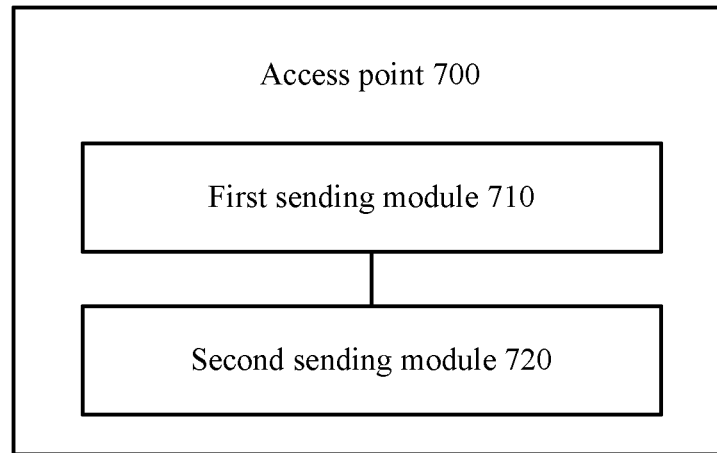 Access point 700
First sending module 710
Second sending module 720